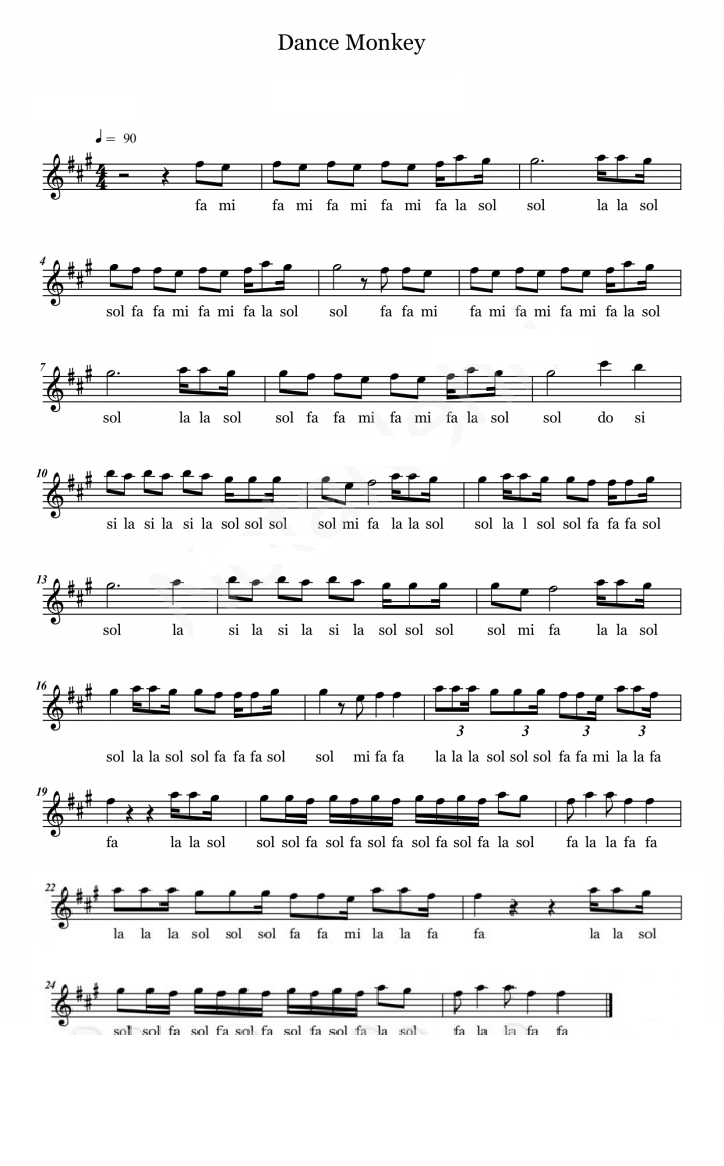 Dance Monkey
= 90
4
4
fa mi fa mi fa mi fa mi fa la sol sol la la sol
4
sol fa fa mi fa mi fa la sol sol fa fa mi fa mi fa mi fa mi fa la sol
7
sol la la sol sol fa fa mi fa mi fa la sol sol do si
10
si la si la si la sol sol sol sol mi fa la la sol sol la l sol sol fa fa fa sol
13
sol la si la si la si la sol sol sol sol mi fa la la sol
16
3 3 3 3
sol la la sol sol fa fa fa sol sol mi fa fa la la la sol sol sol fa fa mi la la fa
19
fa la la sol sol sol fa sol fa sol fa sol fa sol fa la sol fa la la fa fa
22
la la la sol sol sol fa fa mi la la fa fa la la sol
24
sol sol fa sol fa sol fa sol fa sol fa la sol fa la la fa fa